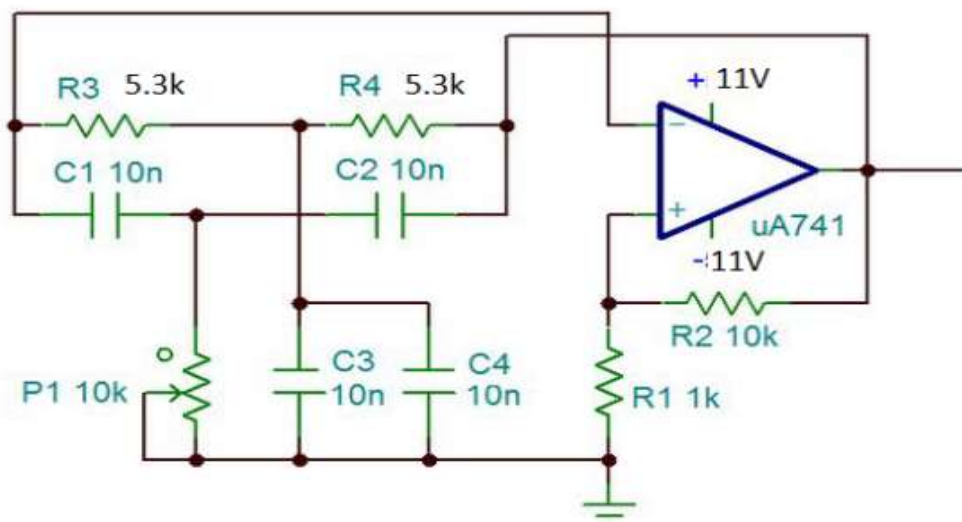 R3 5.3k R4 5.3k + 11V
C1 10n C2 10n
−
+
uA741
- 11V
R2 10k
P1 10k
C3
10n
C4
10n
R1 1k